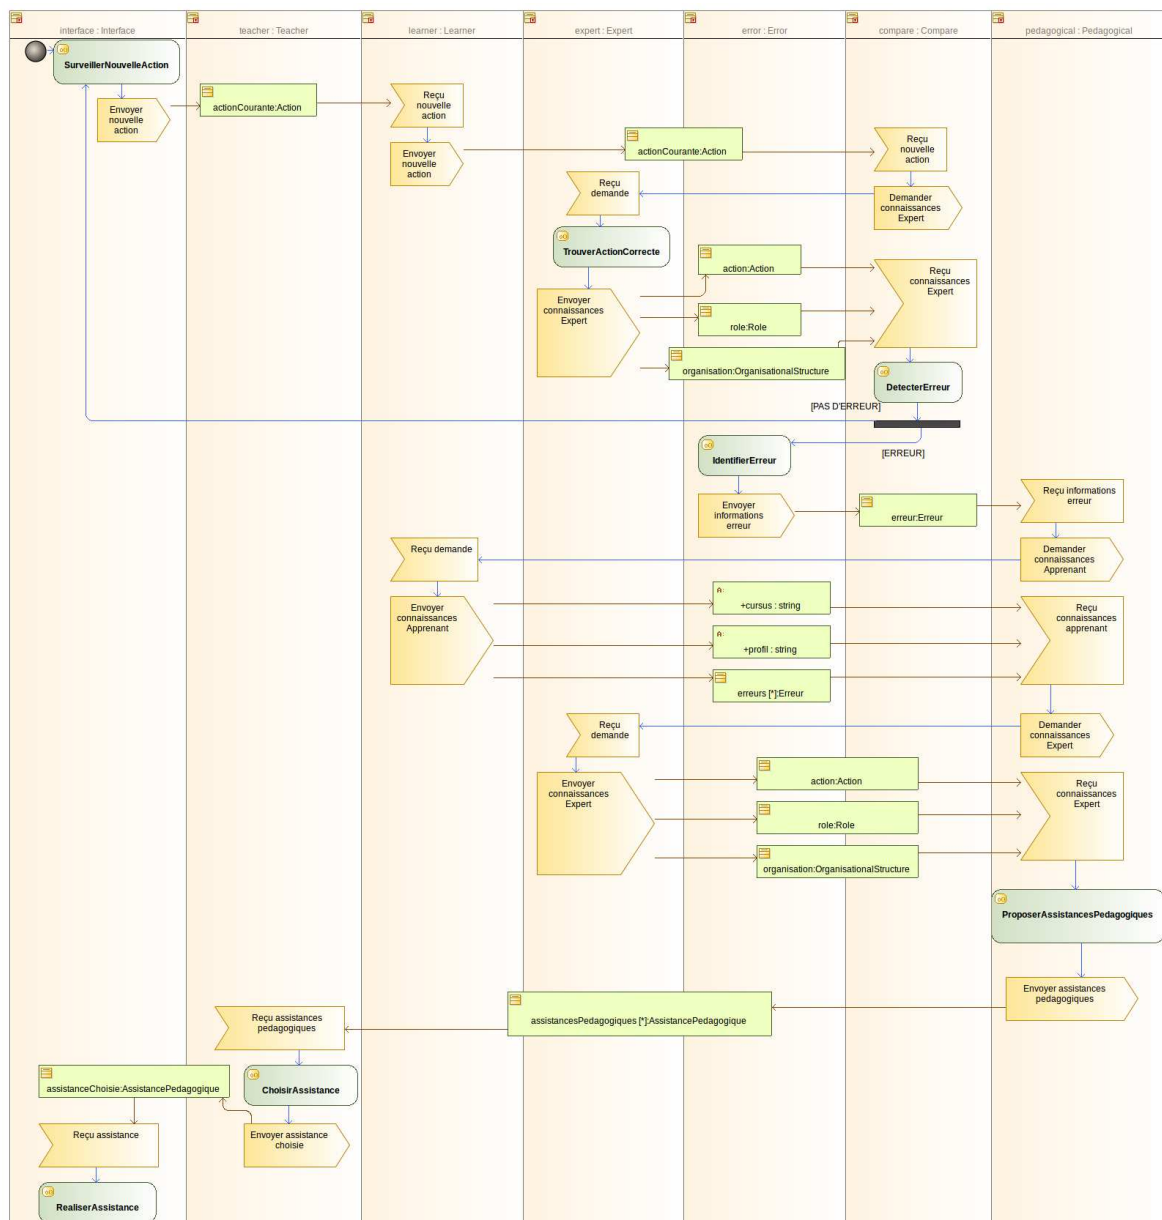 interface : Interface
teacher : Teacher
learner : Learner
expert : Expert
error : Error
compare : Compare
pedagogical : Pedagogical
SurveillerNouvelleAction
Envoyer
nouvelle
action
actionCourante:Action
Reçu
nouvelle
action
Envoyer
nouvelle
action
actionCourante:Action
Reçu
nouvelle
action
Reçu
demande
Demander
connaissances
Expert
TrouverActionCorrecte
action:Action
Reçu
connaissances
Expert
Envoyer
connaissances
Expert
role:Role
organisation:OrganisationalStructure
DetecterErreur
[PAS D'ERREUR]
[ERREUR]
IdentifierErreur
Envoyer
informations
erreur
erreur:Erreur
Reçu informations
erreur
Reçu demande
Demander
connaissances
Apprenant
Envoyer
connaissances
Apprenant
+cursus : string
Reçu
connaissances
apprenant
+profil : string
erreurs [*]:Erreur
Reçu
demande
Demander
connaissances
Expert
Envoyer
connaissances
Expert
action:Action
Reçu
connaissances
Expert
role:Role
organisation:OrganisationalStructure
ProposerAssistancesPedagogiques
Envoyer assistances
pedagogiques
assistancesPedagogiques [*]:AssistancePedagogique
Reçu assistances
pedagogiques
assistanceChoisie:AssistancePedagogique
ChoisirAssistance
Reçu assistance
Envoyer assistance
choisie
RealiserAssistance